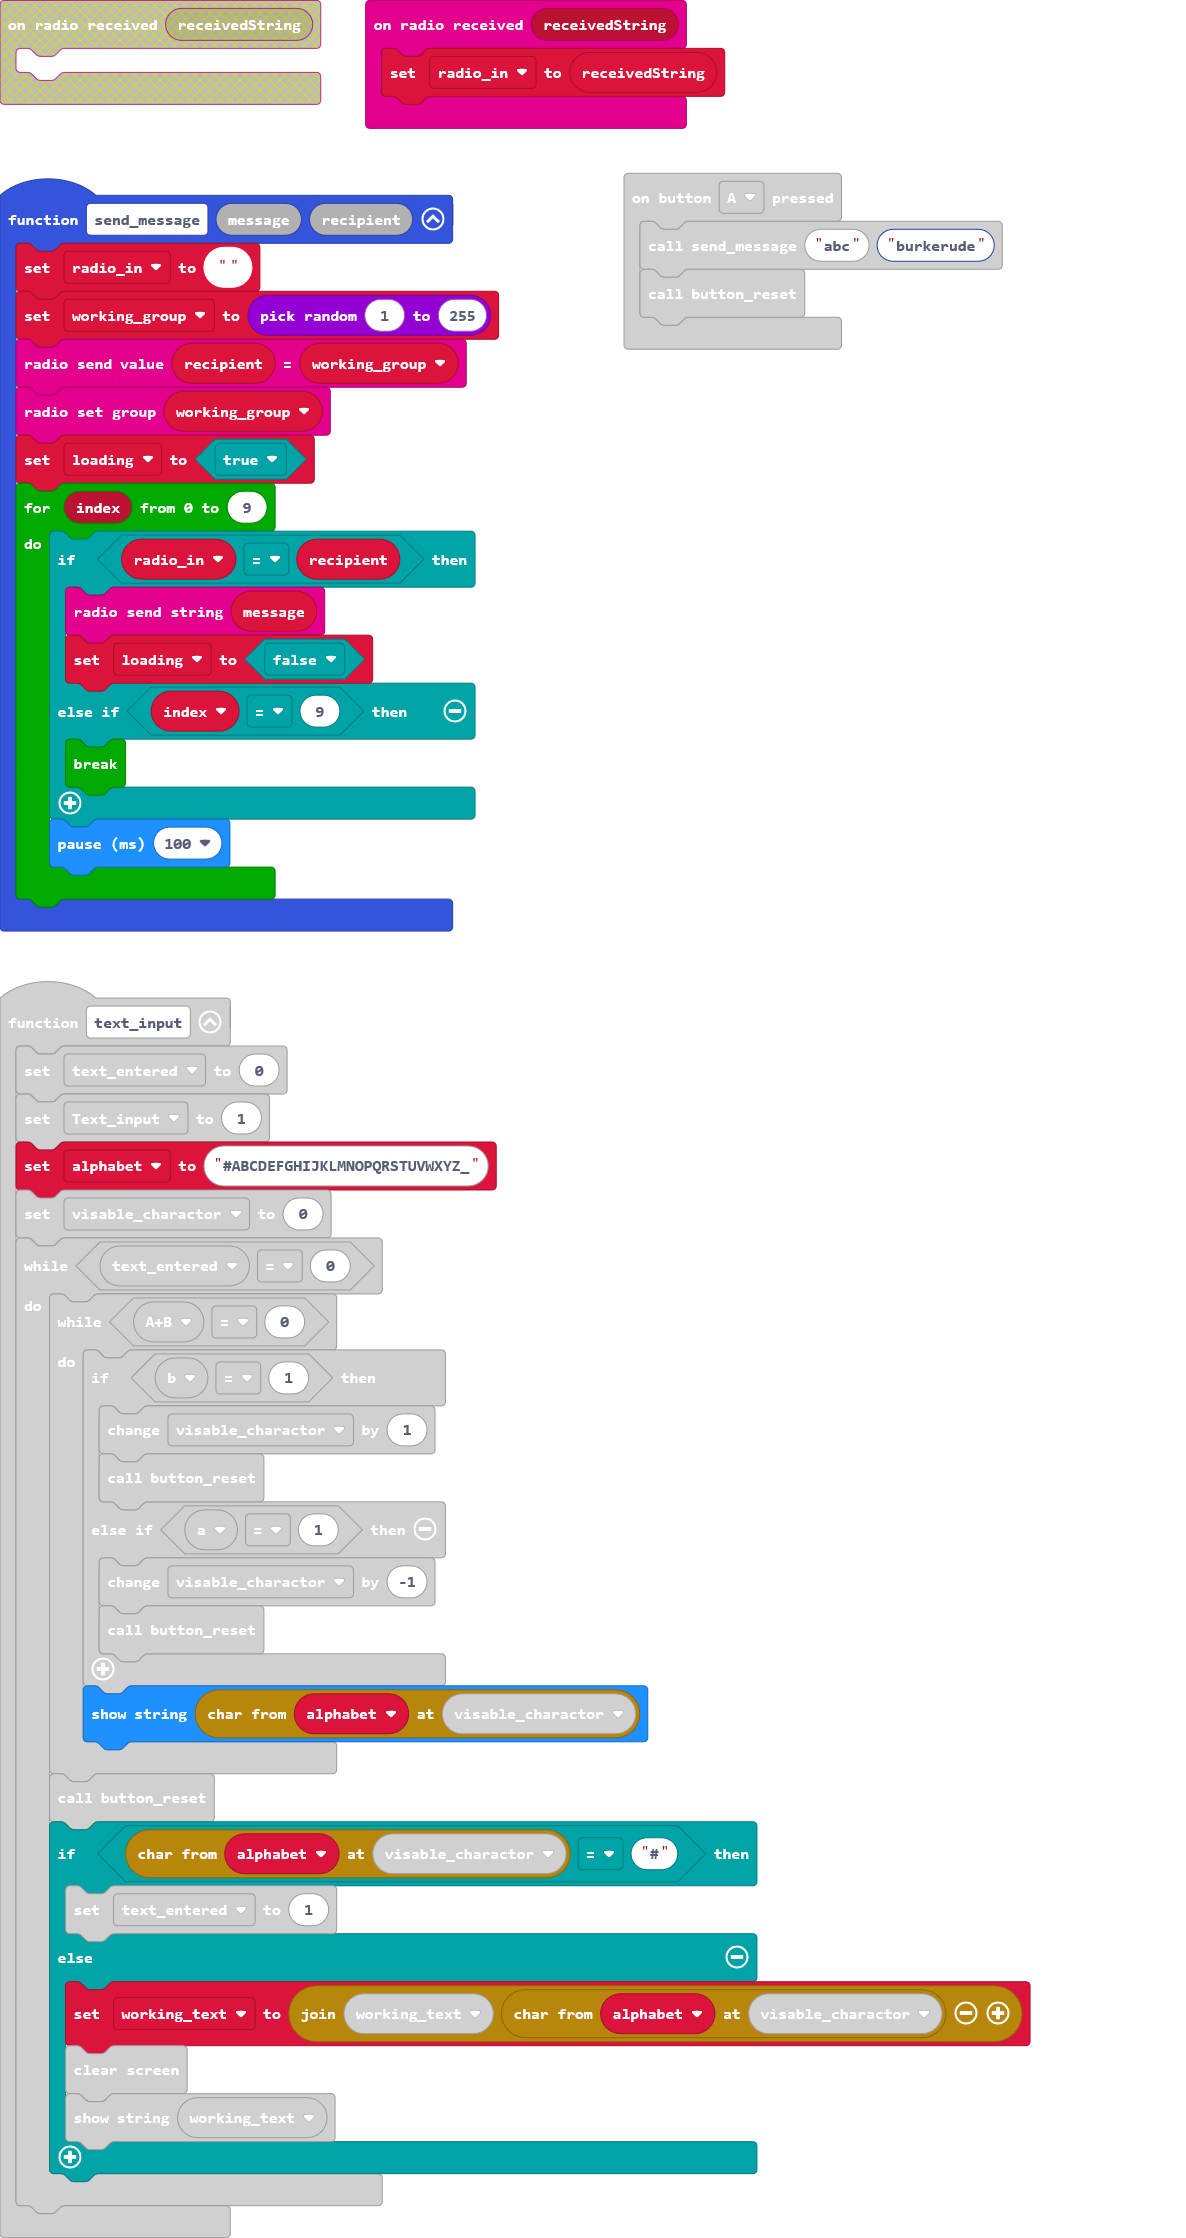 on radio received receivedString
on radio received receivedString
set radio_in to receivedString
function send_message message recipient
set radio_in to " "
set working_group to pick random 1 to 255
radio send value recipient = working_group
radio set group working_group
set loading to true
for index from 0 to 9
do
if radio_in = recipient then
radio send string message
set loading to false
else if index = 9 then
break
pause (ms) 100
on button A pressed
call send_message "abc" "burkerude"
call button_reset
function text_input
set text_entered to 0
set Text_input to 1
set alphabet to "#ABCDEFGHIJKLMNOPQRSTUVWXYZ_"
set visable_charactor to 0
while text_entered = 0
do
while A+B = 0
do
if b = 1 then
change visable_charactor by 1
call button_reset
else if a = 1 then
change visable_charactor by -1
call button_reset
show string char from alphabet at visable_charactor
call button_reset
if char from alphabet at visable_charactor = "#" then
set text_entered to 1
else
set working_text to join working_text char from alphabet at visable_charactor
clear screen
show string working_text